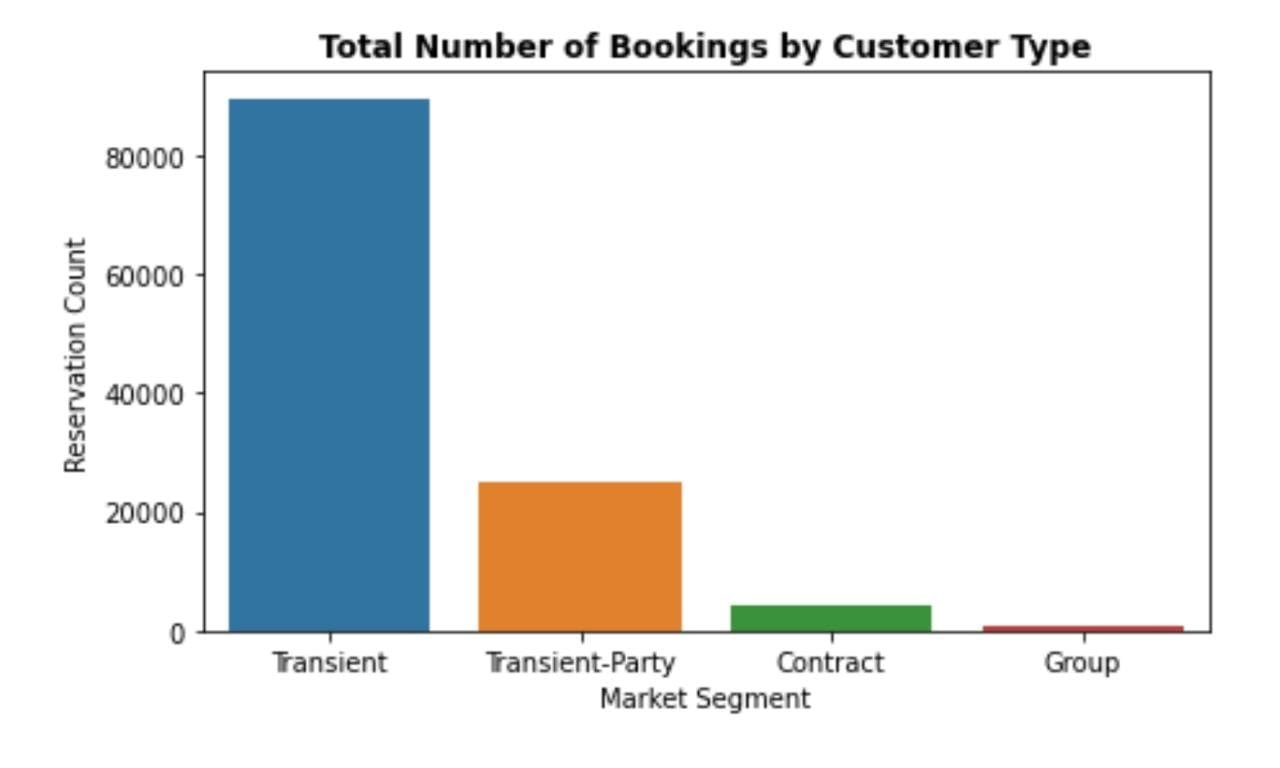 Total Number of Bookings by Customer Type
Reservation Count
80000
60000
40000
20000
0
Transient
Transient-Party
Contract
Group
Market Segment